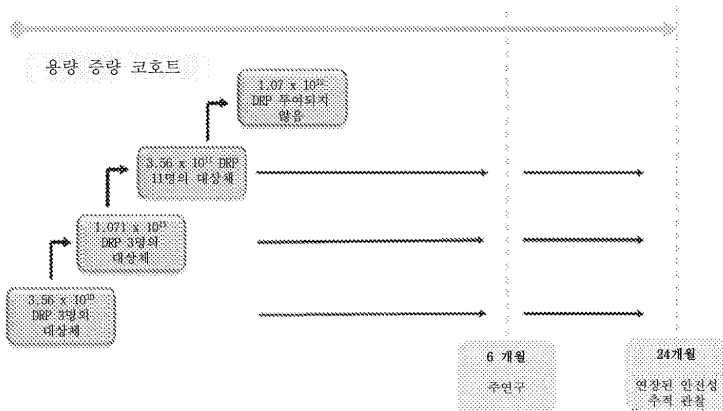 용량 증량 코호트
1.07 x 10
DRP 투여되지
않음
3.56 x 10¹¹ DRP
11명의 대상체
1.071 x 10
DRP 3명의
대상체
3.56 x 10¹⁰
DRP 3명의
대상체
6 개월
주연구
24개월
연장된 안전성
추적 관찰